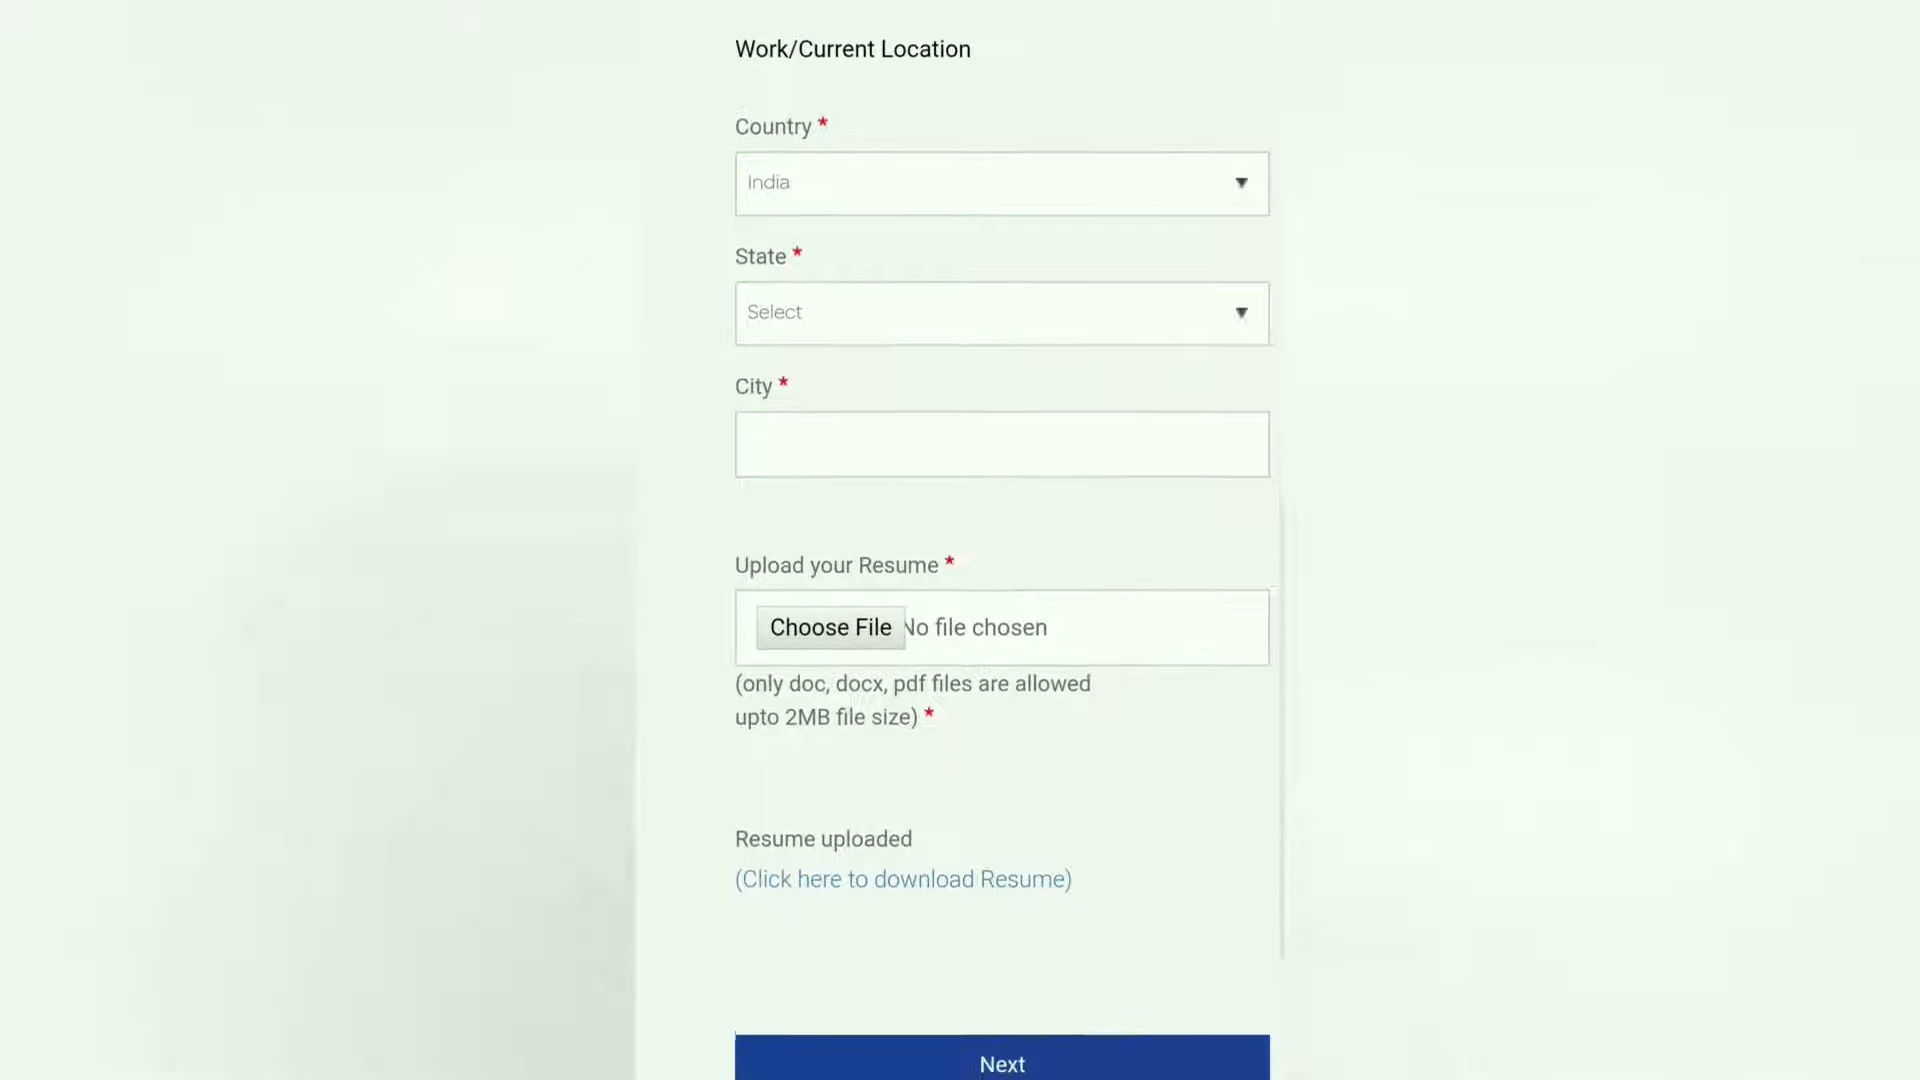 Work/Current Location
Country *
India
State *
Select
City *
Upload your Resume *
Choose File No file chosen
(only doc, docx, pdf files are allowed
upto 2MB file size) *
Resume uploaded
(Click here to download Resume)
Next